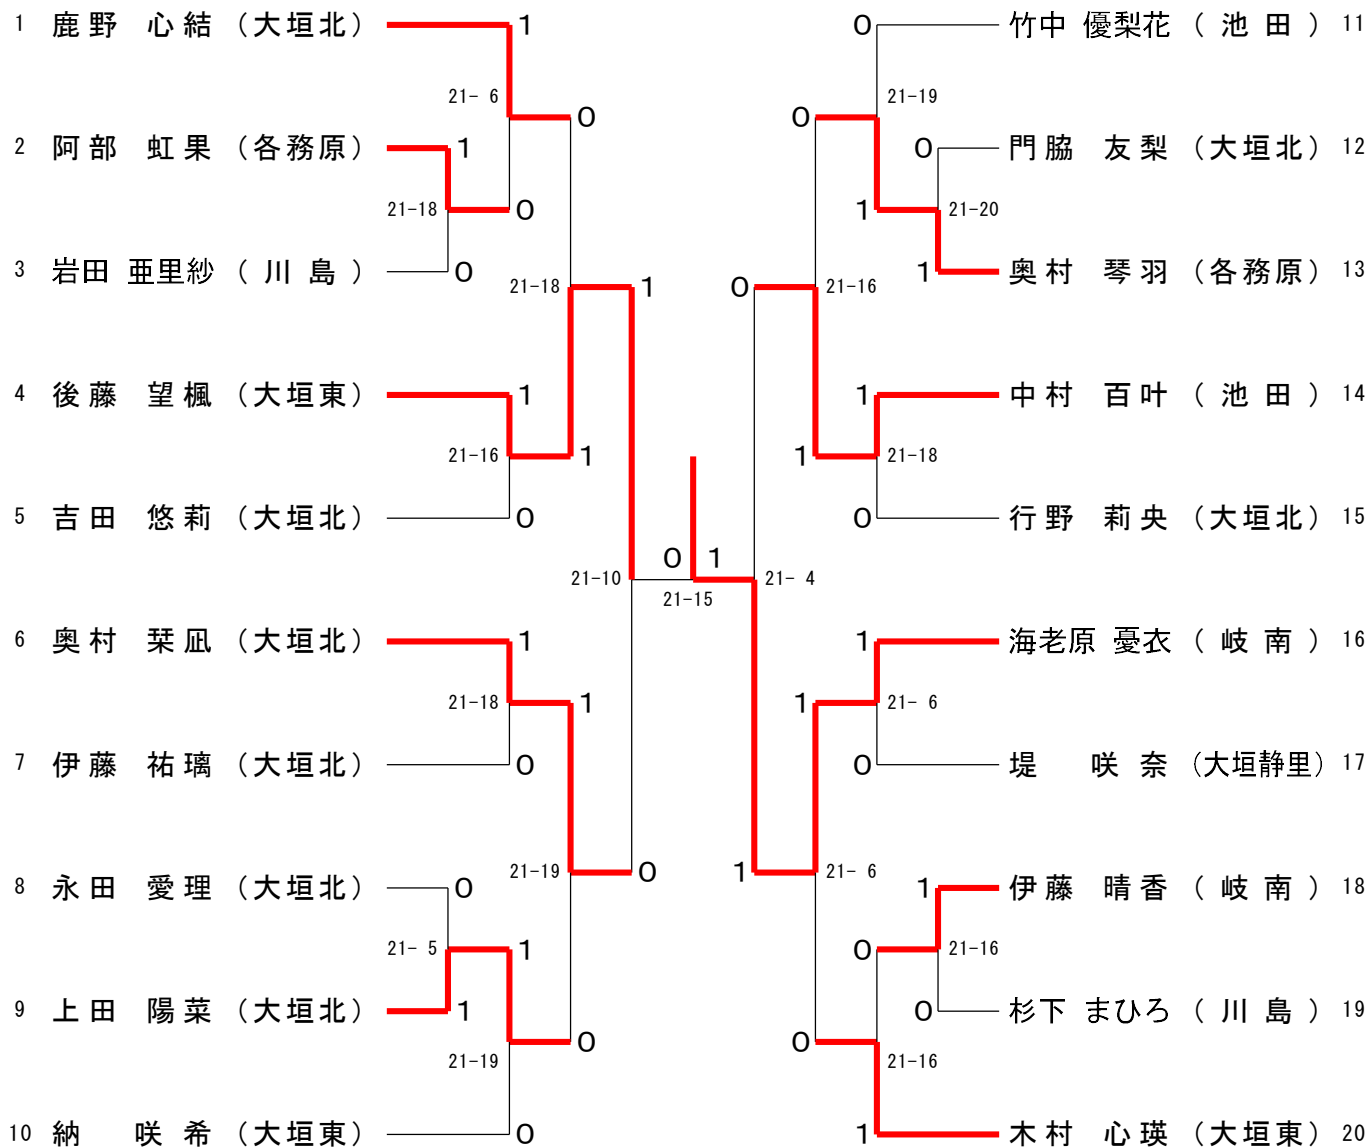 1 鹿野 心結 (大垣北) 1
0 竹中 優梨花 ( 池 田 ) 11
21- 6
21-19
0
0
2 阿部 虹果 (各務原) 1
0 門脇 友梨 (大垣北) 12
21-18 0
1 21-20
3 岩田 亜里紗 ( 川 島 ) 0
1 奥村 琴羽 (各務原) 13
21-18 1
0 21-16
4 後藤 望楓 (大垣東) 1
1 中村 百叶 ( 池 田 ) 14
21-16 1
1 21-18
5 吉田 悠莉 (大垣北) 0
0 行野 莉央 (大垣北) 15
0 1
21-10 21-15 21- 4
6 奥村 栞凪 (大垣北) 1
1 海老原 憂衣 ( 岐 南 ) 16
21-18 1
1 21- 6
7 伊藤 祐璃 (大垣北) 0
0 堤 咲奈 (大垣静里) 17
21-19 0
1 21- 6
8 永田 愛理 (大垣北) 0
1 伊藤 晴香 ( 岐 南 ) 18
21- 5 1
0 21-16
9 上田 陽菜 (大垣北) 1
0 杉下 まひろ ( 川 島 ) 19
21-19 0
0 21-16
10 納 咲希 (大垣東) 0
1 木村 心瑛 (大垣東) 20